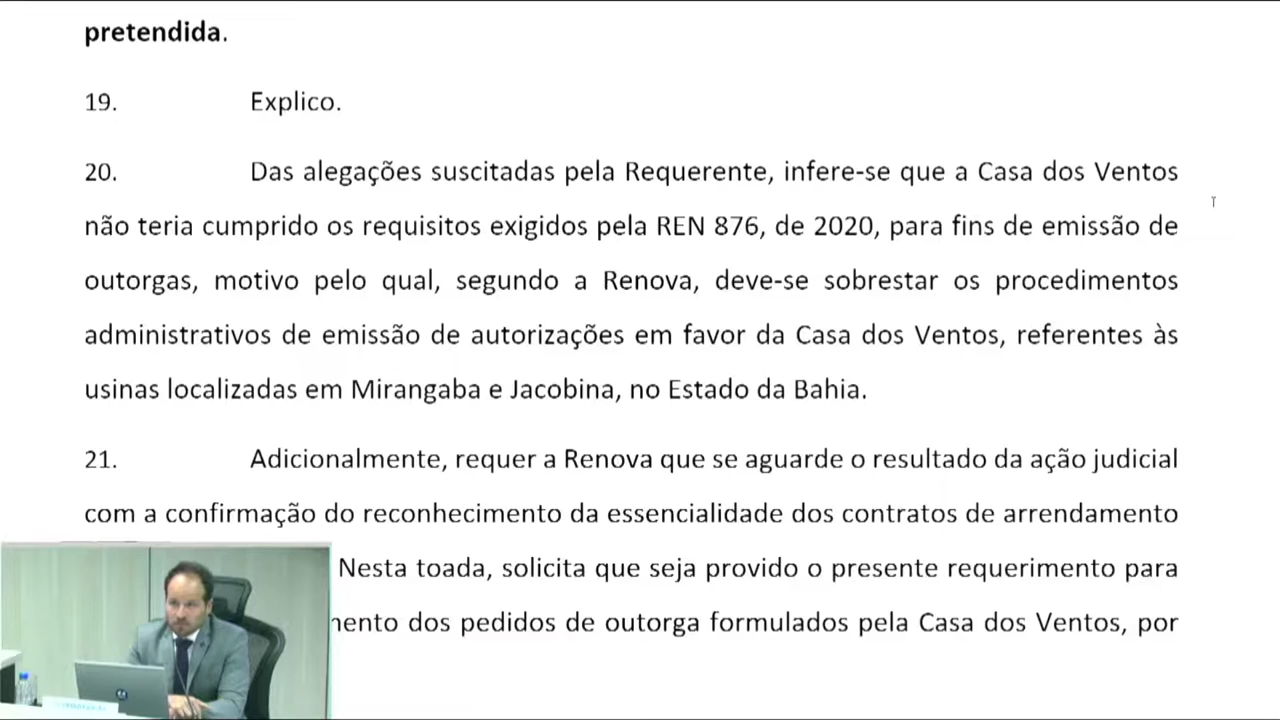 pretendida.
19. Explico.
20. Das alegações suscitadas pela Requerente, infere-se que a Casa dos Ventos
não teria cumprido os requisitos exigidos pela REN 876, de 2020, para fins de emissão de
outorgas, motivo pelo qual, segundo a Renova, deve-se sobrestar os procedimentos
administrativos de emissão de autorizações em favor da Casa dos Ventos, referentes às
usinas localizadas em Mirangaba e Jacobina, no Estado da Bahia.
21. Adicionalmente, requer a Renova que se aguarde o resultado da ação judicial
com a confirmação do reconhecimento da essencialidade dos contratos de arrendamento
Nesta toada, solicita que seja provido o presente requerimento para
dos pedidos de outorga formulados pela Casa dos Ventos, por